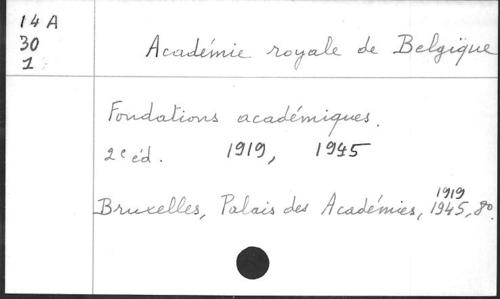 14 A
30
1
Académie royale de Belgique
Fondations académiques.
2e éd. 1919, 1945
1919
Bruxelles, Palais des Académies, 1945, 8o.